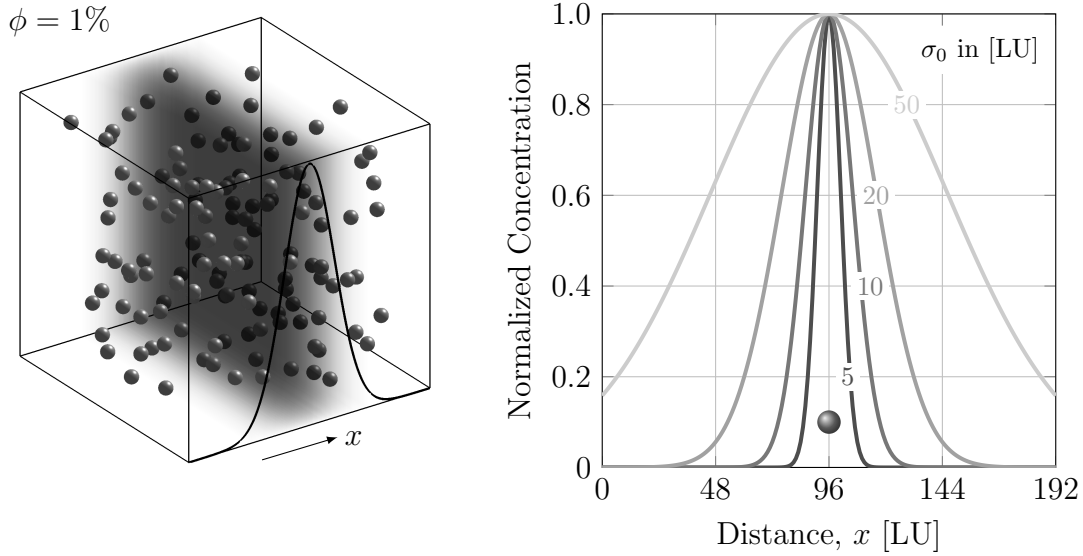 ϕ = 1%
x
Normalized Concentration
1.0
0.8
0.6
0.4
0.2
0
σ₀ in [LU]
50
20
10
5
0 48 96 144 192
Distance, x [LU]